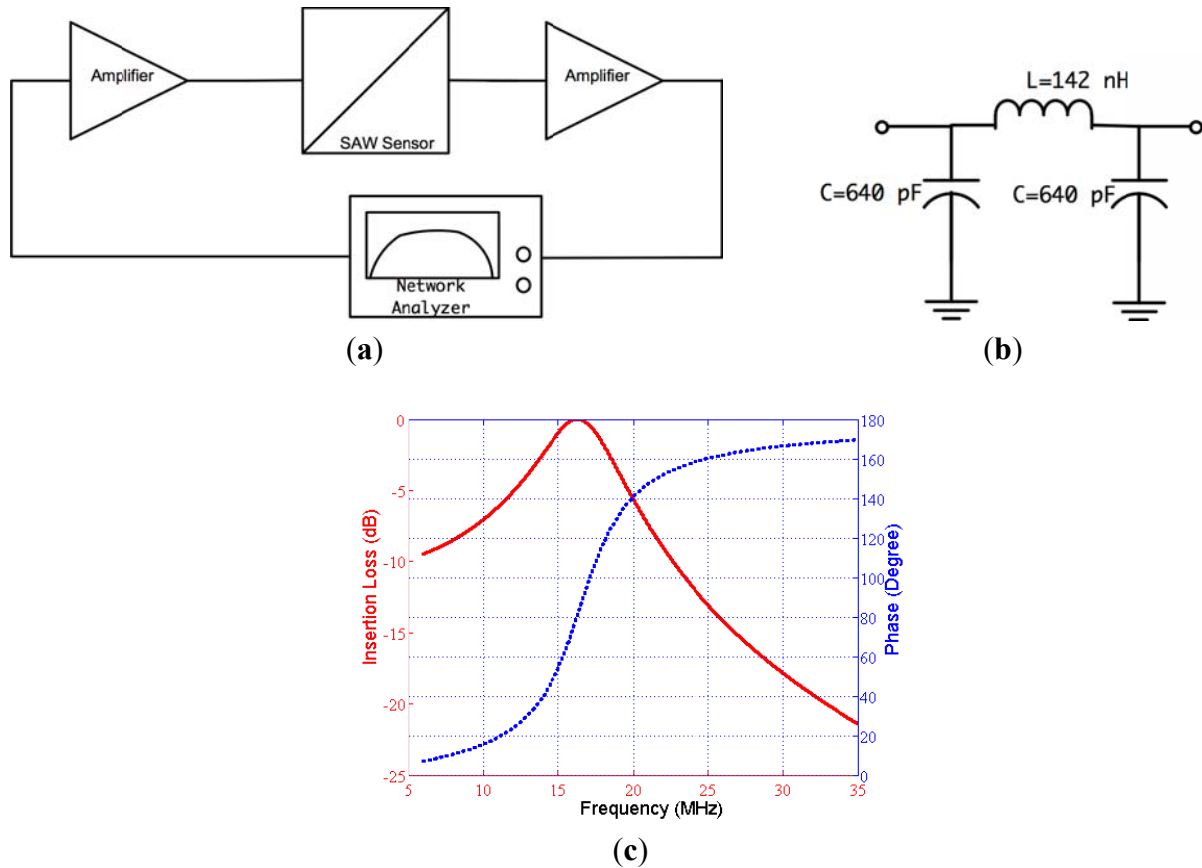 Amplifier
SAW Sensor
Amplifier
Network
Analyzer
(a)
L=142 nH
C=640 pF
C=640 pF
(b)
Insertion Loss (dB)
0
-5
-10
-15
-20
-25
5
10
15
20
25
30
35
Frequency (MHz)
180
160
140
120
100
80
60
40
20
0
Phase (Degree)
(c)